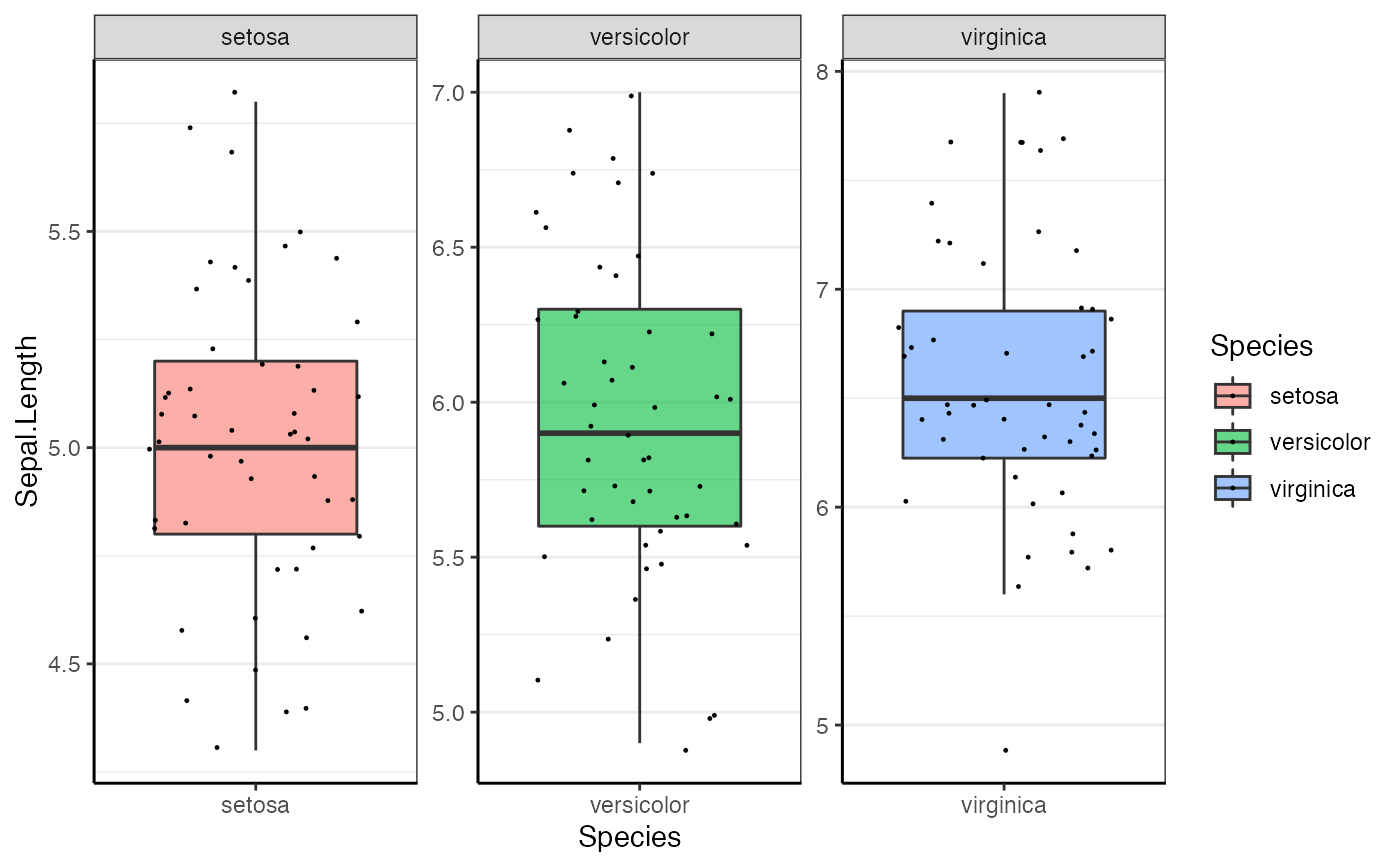 setosa
versicolor
virginica
Sepal.Length
5.5
5.0
4.5
7.0
6.5
6.0
5.5
5.0
8
7
6
5
setosa
versicolor
virginica
Species
Species
setosa
versicolor
virginica